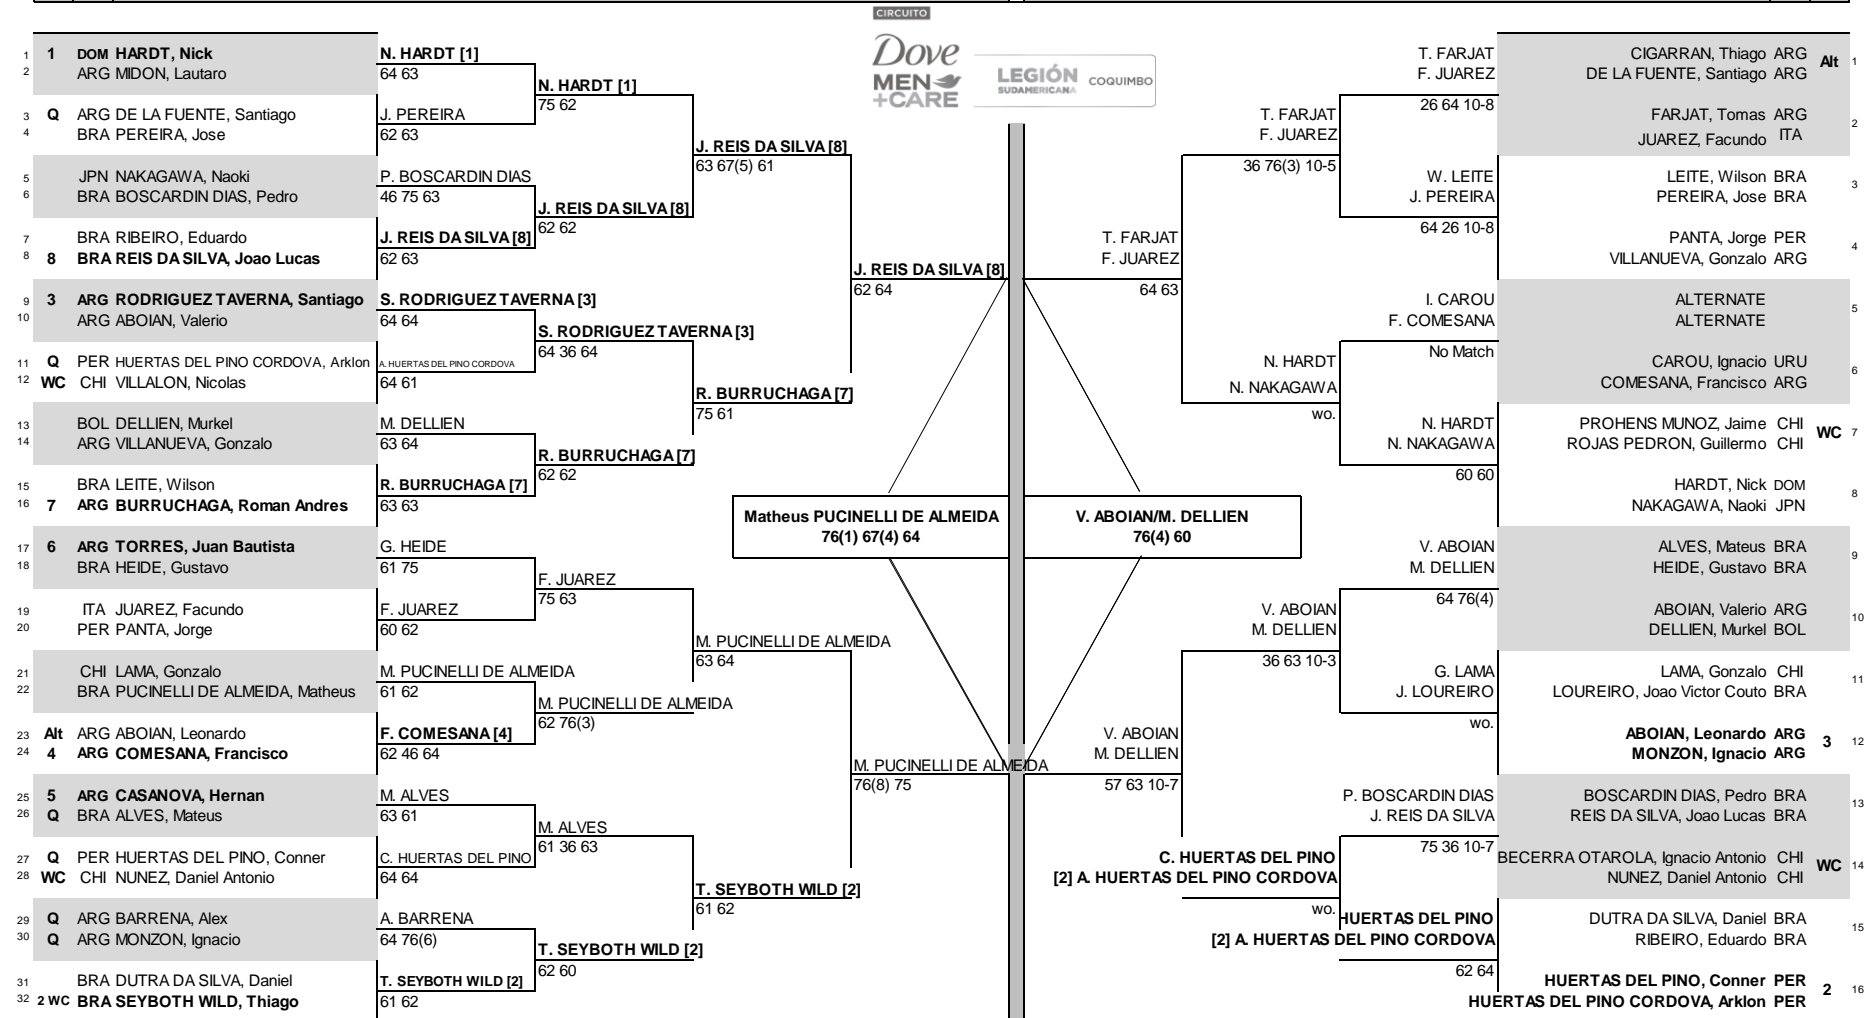 CIRCUITO
Dove
MEN
+CARE
LEGIÓN
SUDAMERICANA
COQUIMBO
1 1 DOM HARDT, Nick
2 ARG MIDON, Lautaro
3 Q ARG DE LA FUENTE, Santiago
4 BRA PEREIRA, Jose
5 JPN NAKAGAWA, Naoki
6 BRA BOSCARDIN DIAS, Pedro
7 BRA RIBEIRO, Eduardo
8 8 BRA REIS DA SILVA, Joao Lucas
9 3 ARG RODRIGUEZ TAVERNA, Santiago
10 ARG ABOIAN, Valerio
11 Q PER HUERTAS DEL PINO CORDOVA, Arklon
12 WC CHI VILLALON, Nicolas
13 BOL DELLIEN, Murkel
14 ARG VILLANUEVA, Gonzalo
15 BRA LEITE, Wilson
16 7 ARG BURRUCHAGA, Roman Andres
17 6 ARG TORRES, Juan Bautista
18 BRA HEIDE, Gustavo
19 ITA JUAREZ, Facundo
20 PER PANTA, Jorge
21 CHI LAMA, Gonzalo
22 BRA PUCINELLI DE ALMEIDA, Matheus
23 Alt ARG ABOIAN, Leonardo
24 4 ARG COMESANA, Francisco
25 5 ARG CASANOVA, Hernan
26 Q BRA ALVES, Mateus
27 Q PER HUERTAS DEL PINO, Conner
28 WC CHI NUNEZ, Daniel Antonio
29 Q ARG BARRENA, Alex
30 Q ARG MONZON, Ignacio
31 BRA DUTRA DA SILVA, Daniel
32 2 WC BRA SEYBOTH WILD, Thiago
N. HARDT [1]
64 63
J. PEREIRA
62 63
P. BOSCARDIN DIAS
46 75 63
J. REIS DA SILVA [8]
62 63
S. RODRIGUEZ TAVERNA [3]
64 64
A. HUERTAS DEL PINO CORDOVA
64 61
M. DELLIEN
63 64
R. BURRUCHAGA [7]
63 63
G. HEIDE
61 75
F. JUAREZ
60 62
M. PUCINELLI DE ALMEIDA
61 62
F. COMESANA [4]
62 46 64
M. ALVES
63 61
C. HUERTAS DEL PINO
64 64
A. BARRENA
64 76(6)
T. SEYBOTH WILD [2]
61 62
N. HARDT [1]
75 62
J. REIS DA SILVA [8]
62 62
S. RODRIGUEZ TAVERNA [3]
64 36 64
R. BURRUCHAGA [7]
62 62
F. JUAREZ
75 63
M. PUCINELLI DE ALMEIDA
62 76(3)
M. ALVES
61 36 63
T. SEYBOTH WILD [2]
62 60
J. REIS DA SILVA [8]
63 67(5) 61
R. BURRUCHAGA [7]
75 61
M. PUCINELLI DE ALMEIDA
63 64
T. SEYBOTH WILD [2]
61 62
J. REIS DA SILVA [8]
62 64
M. PUCINELLI DE ALMEIDA
76(8) 75
Matheus PUCINELLI DE ALMEIDA
76(1) 67(4) 64
V. ABOIAN/M. DELLIEN
76(4) 60
T. FARJAT
F. JUAREZ
64 63
V. ABOIAN
M. DELLIEN
57 63 10-7
T. FARJAT
F. JUAREZ
36 76(3) 10-5
N. HARDT
N. NAKAGAWA
wo.
V. ABOIAN
M. DELLIEN
36 63 10-3
C. HUERTAS DEL PINO
[2] A. HUERTAS DEL PINO CORDOVA
wo.
T. FARJAT
F. JUAREZ
26 64 10-8
W. LEITE
J. PEREIRA
64 26 10-8
I. CAROU
F. COMESANA
No Match
N. HARDT
N. NAKAGAWA
60 60
V. ABOIAN
M. DELLIEN
64 76(4)
G. LAMA
J. LOUREIRO
wo.
P. BOSCARDIN DIAS
J. REIS DA SILVA
75 36 10-7
HUERTAS DEL PINO
[2] A. HUERTAS DEL PINO CORDOVA
62 64
CIGARRAN, Thiago ARG Alt 1
DE LA FUENTE, Santiago ARG
FARJAT, Tomas ARG 2
JUAREZ, Facundo ITA
LEITE, Wilson BRA 3
PEREIRA, Jose BRA
PANTA, Jorge PER 4
VILLANUEVA, Gonzalo ARG
ALTERNATE 5
ALTERNATE
CAROU, Ignacio URU 6
COMESANA, Francisco ARG
PROHENS MUNOZ, Jaime CHI WC 7
ROJAS PEDRON, Guillermo CHI
HARDT, Nick DOM 8
NAKAGAWA, Naoki JPN
ALVES, Mateus BRA 9
HEIDE, Gustavo BRA
ABOIAN, Valerio ARG 10
DELLIEN, Murkel BOL
LAMA, Gonzalo CHI 11
LOUREIRO, Joao Victor Couto BRA
ABOIAN, Leonardo ARG 3 12
MONZON, Ignacio ARG
BOSCARDIN DIAS, Pedro BRA 13
REIS DA SILVA, Joao Lucas BRA
BECERRA OTAROLA, Ignacio Antonio CHI WC 14
NUNEZ, Daniel Antonio CHI
DUTRA DA SILVA, Daniel BRA 15
RIBEIRO, Eduardo BRA
HUERTAS DEL PINO, Conner PER 2 16
HUERTAS DEL PINO CORDOVA, Arklon PER